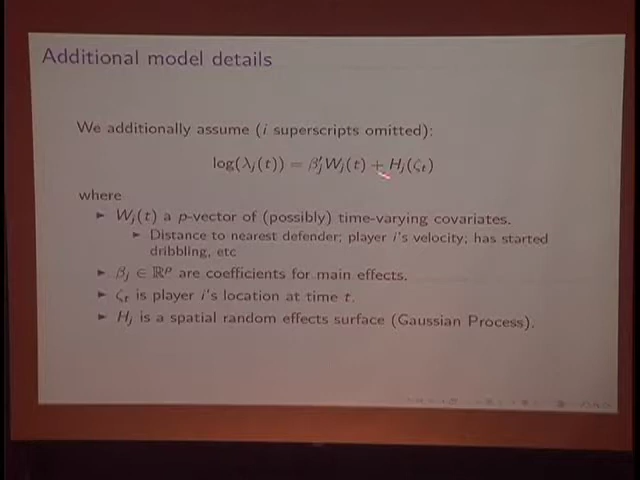 Additional model details
We additionally assume (i superscripts omitted):
log(λⱼ(t)) = β′ⱼWⱼ(t) + Hⱼ(ζₜ)
where
► Wⱼ(t) a p-vector of (possibly) time-varying covariates.
► Distance to nearest defender; player i's velocity; has started
dribbling, etc
► βⱼ ∈ ℝᵖ are coefficients for main effects.
► ζₜ is player i's location at time t.
► Hⱼ is a spatial random effects surface (Gaussian Process).